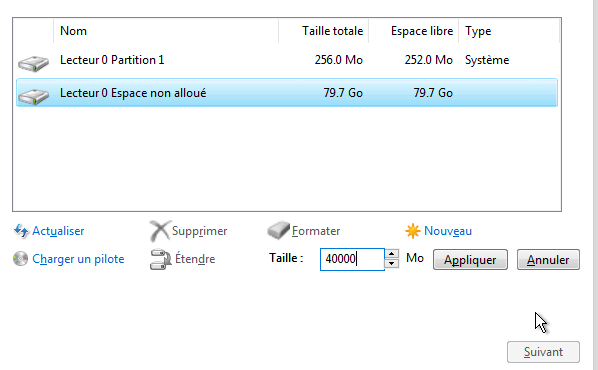 Nom Taille totale Espace libre Type
Lecteur 0 Partition 1 256.0 Mo 252.0 Mo Système
Lecteur 0 Espace non alloué 79.7 Go 79.7 Go
Actualiser Supprimer Formater Nouveau
Charger un pilote Étendre Taille : 40000 Mo Appliquer Annuler
Suivant